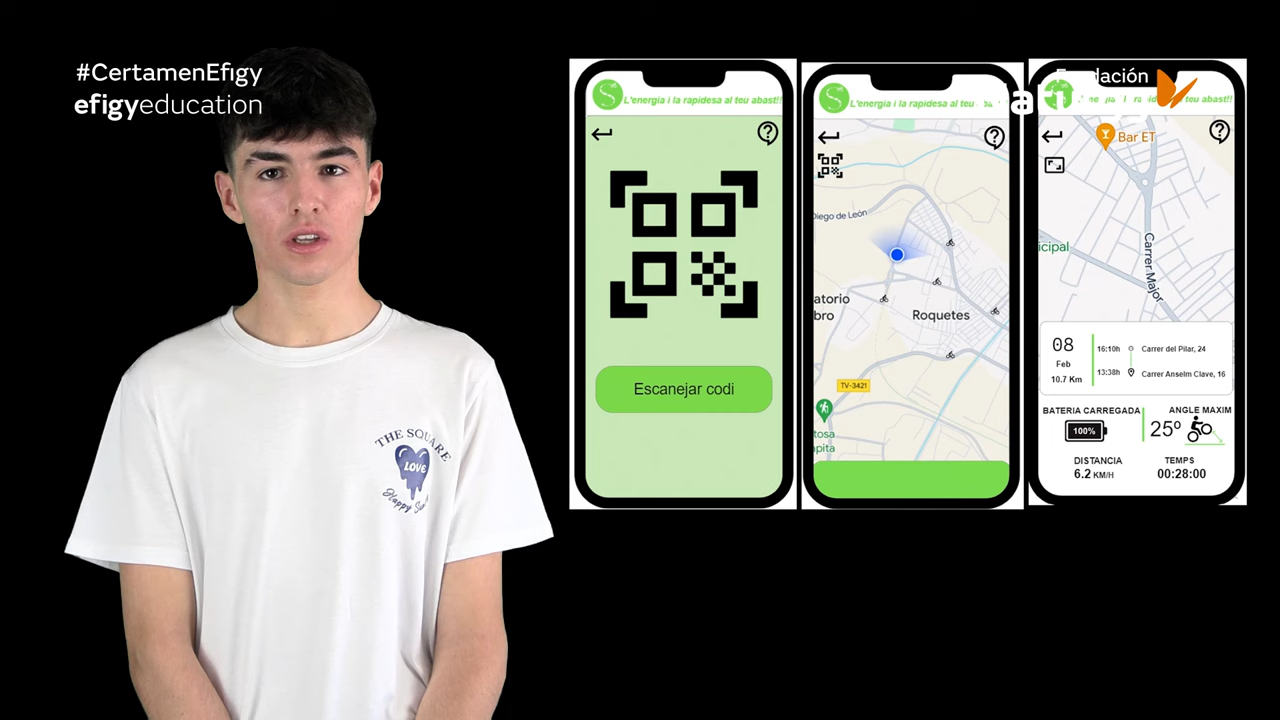 #CertamenEfigy
efigyeducation
THE SQUARE
LOVE
Happy
L'energia i la rapidesa al teu abast!!
Escanejar codi
L'energia i la rapidesa al teu
Diego de León
Roquetes
TV-3421
Fundación
Bar ET
Carrer Major
08
Feb
10.7 Km
16:10h
Carrer del Pilar, 24
13:38h
Carrer Anselm Clave, 16
BATERIA CARREGADA
100%
ANGLE MAXIM
25º
DISTANCIA
6.2 KM/H
TEMPS
00:28:00